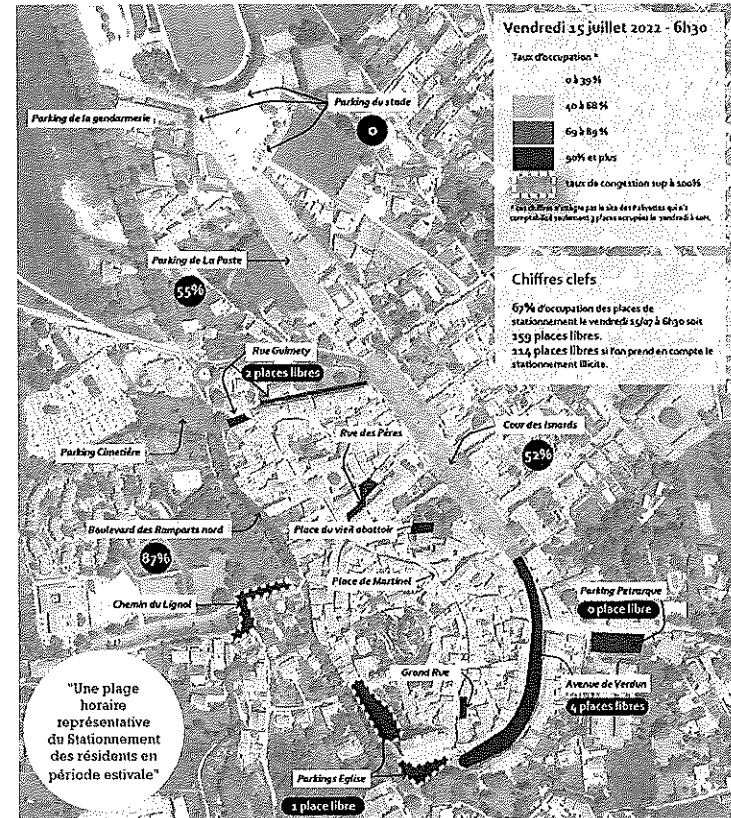 Vendredi 15 juillet 2022 - 6h30
Taux d'occupation *
0 à 39 %
40 à 68 %
69 à 89 %
90% et plus
taux de congestion sup à 100%
Parking du stade
0
Parking de la gendarmerie
Parking de La Poste
55%
Chiffres clefs
67% d'occupation des places de
stationnement le vendredi 15/07 à 6h30 soit
159 places libres.
114 places libres si l'on prend en compte le
stationnement illicite.
Rue Guimety
2 places libres
Rue des Pères
Cour des Isnards
52%
Parking Cimetière
Boulevard des Ramparts nord
87%
Place du vieil abattoir
Place de Martinel
Chemin du Lignol
Parking Petrarque
0 place libre
Grand Rue
Avenue de Verdun
4 places libres
"Une plage
horaire
représentative
du Stationnement
des résidents en
période estivale"
Parkings Eglise
1 place libre